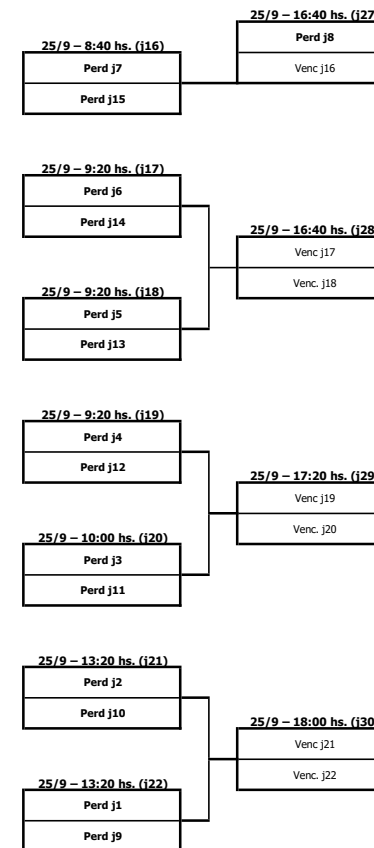 25/9 – 16:40 hs. (j27
25/9 – 8:40 hs. (j16)
Perd j8
Perd j7
Venc j16
Perd j15
25/9 – 9:20 hs. (j17)
Perd j6
Perd j14
25/9 – 16:40 hs. (j28
Venc j17
Venc. j18
25/9 – 9:20 hs. (j18)
Perd j5
Perd j13
25/9 – 9:20 hs. (j19)
Perd j4
Perd j12
25/9 – 17:20 hs. (j29
Venc j19
Venc. j20
25/9 – 10:00 hs. (j20)
Perd j3
Perd j11
25/9 – 13:20 hs. (j21)
Perd j2
Perd j10
25/9 – 18:00 hs. (j30
Venc j21
Venc. j22
25/9 – 13:20 hs. (j22)
Perd j1
Perd j9